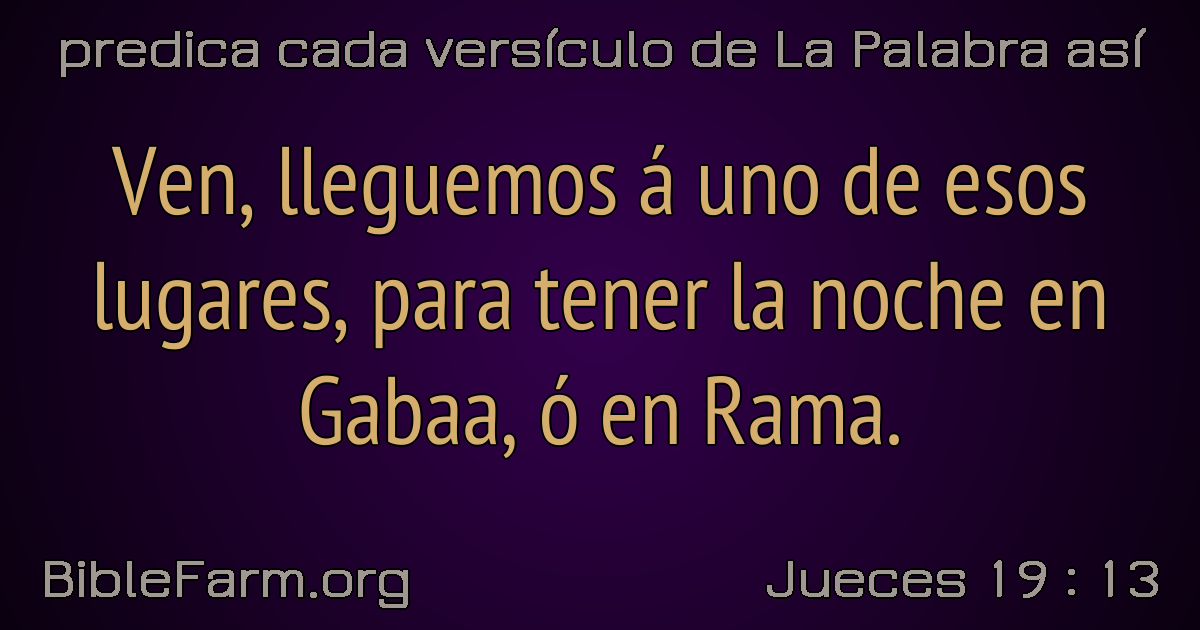 predica cada versículo de La Palabra así
Ven, lleguemos á uno de esos
lugares, para tener la noche en
Gabaa, ó en Rama.
BibleFarm.org
Jueces 19 : 13